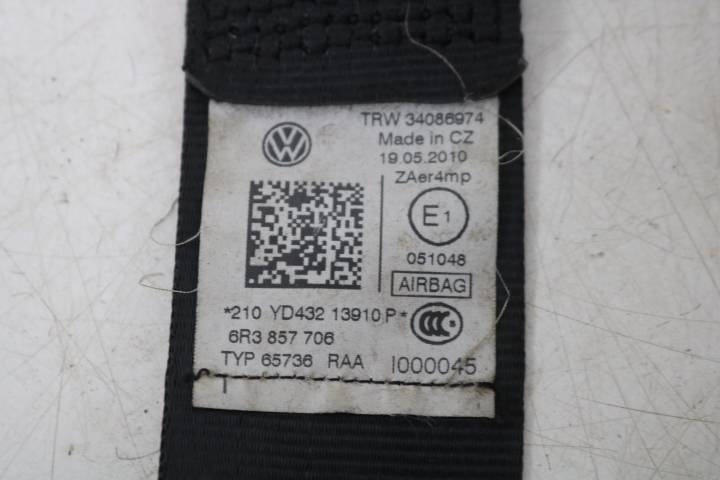 TRW 34086974
Made in CZ
19.05.2010
ZAer4mp
E1
051048
AIRBAG
*210 YD432 13910 P*
CCC
6R3 857 706
TYP 65736 RAA I000045
T